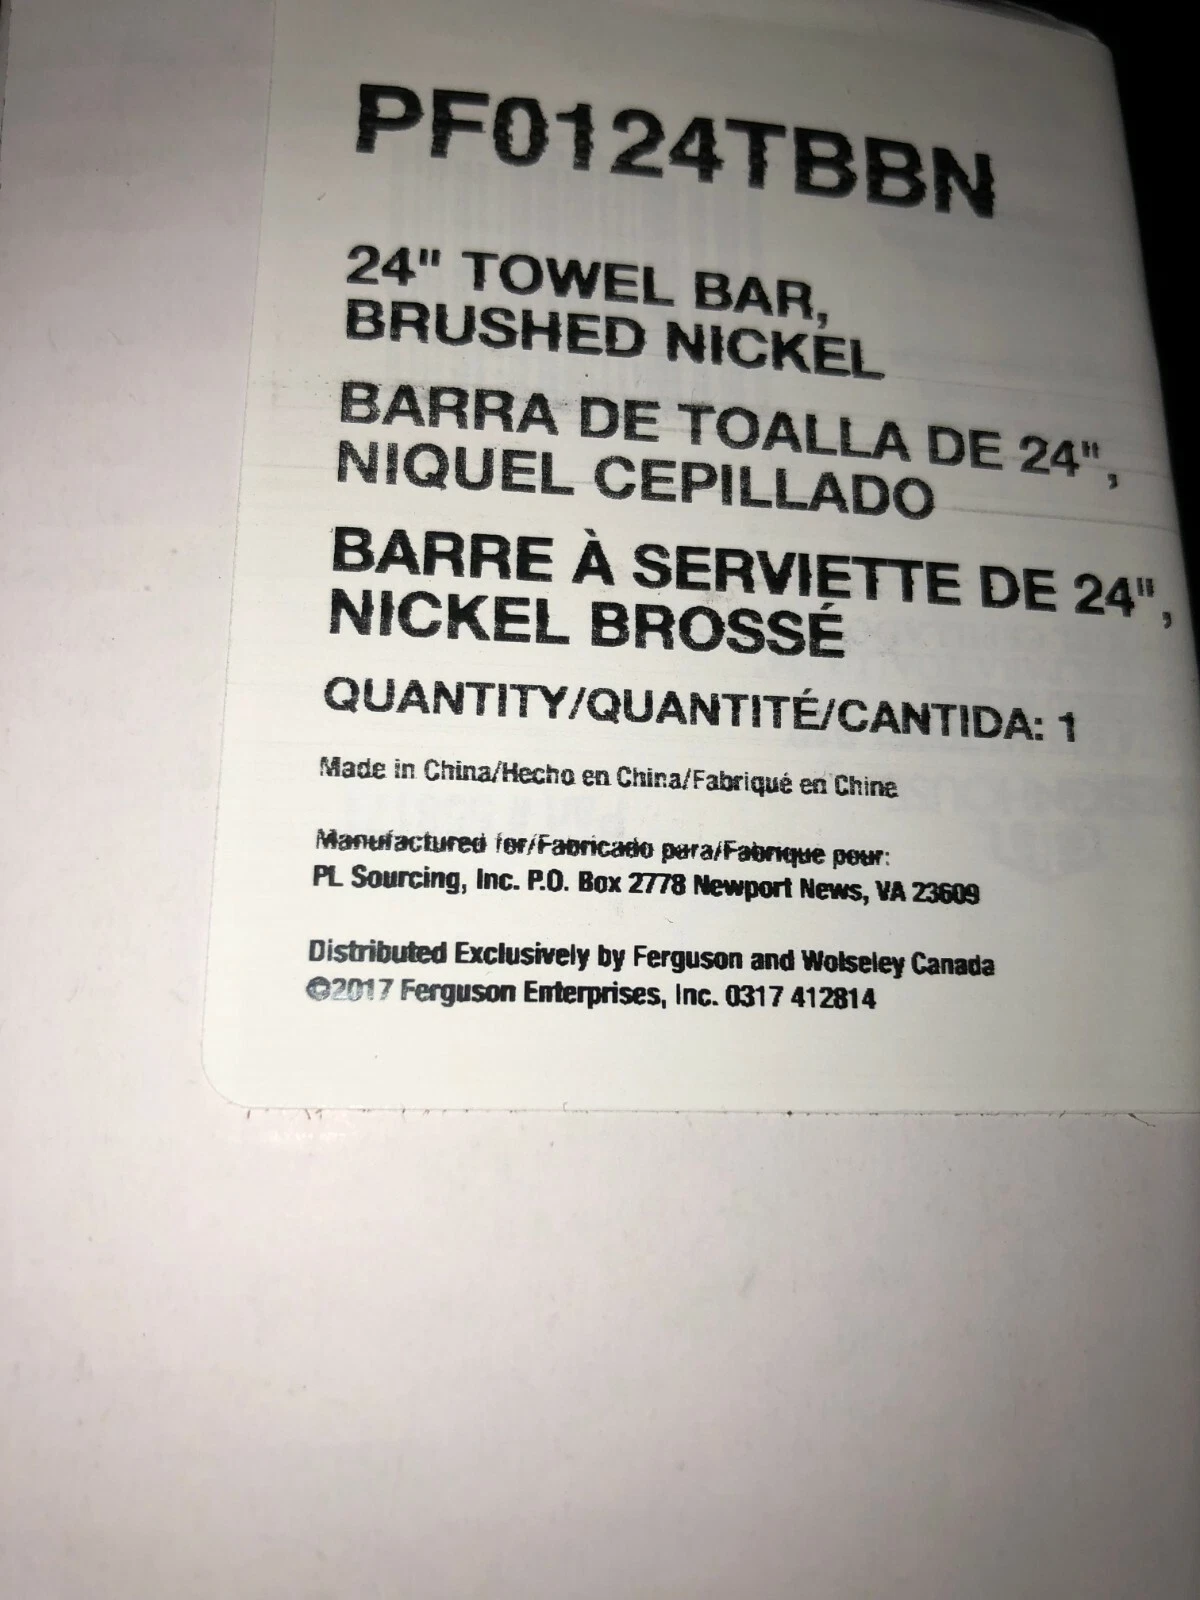 PF0124TBBN
24" TOWEL BAR,
BRUSHED NICKEL
BARRA DE TOALLA DE 24",
NIQUEL CEPILLADO
BARRE À SERVIETTE DE 24",
NICKEL BROSSÉ
QUANTITY/QUANTITÉ/CANTIDA: 1
Made in China/Hecho en China/Fabriqué en Chine
Manufactured for/Fabricado para/Fabrique pour:
PL Sourcing, Inc. P.O. Box 2778 Newport News, VA 23609
Distributed Exclusively by Ferguson and Wolseley Canada
©2017 Ferguson Enterprises, Inc. 0317 412814